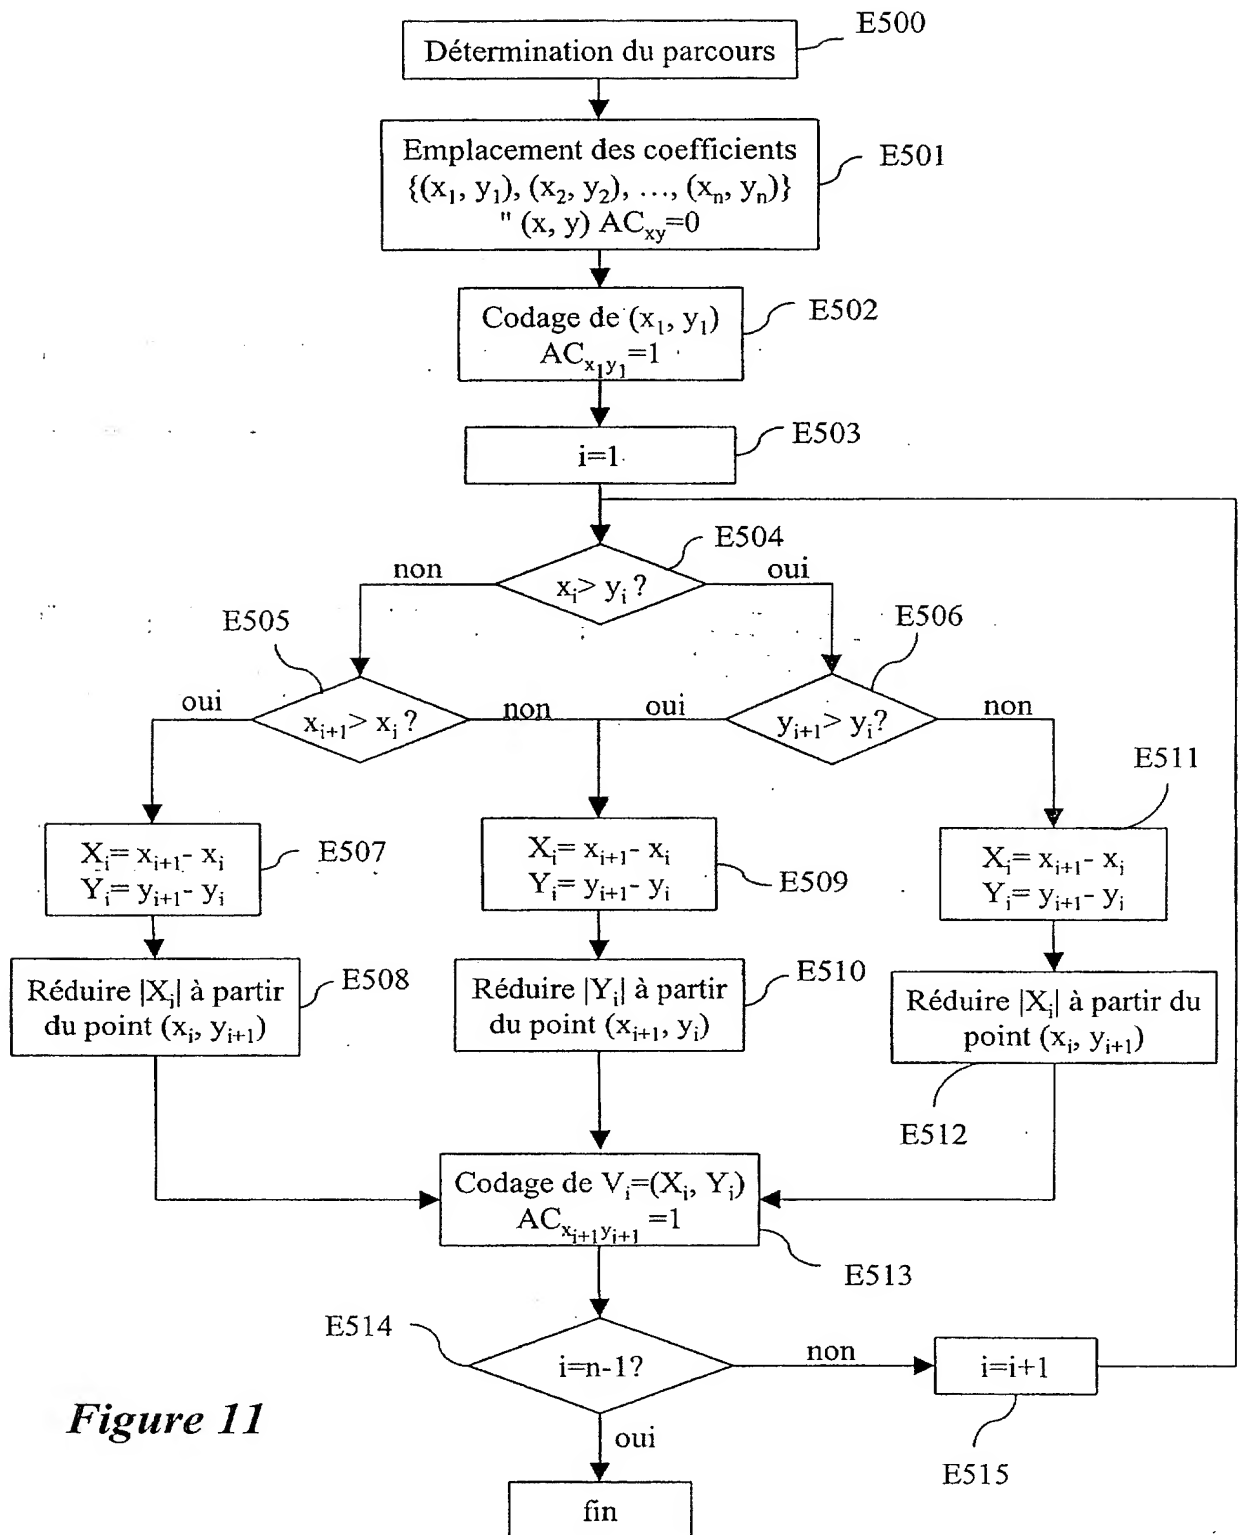 E500
Détermination du parcours
Emplacement des coefficients
{(x₁, y₁), (x₂, y₂), …, (xₙ, yₙ)}
" (x, y) ACxy=0
E501
Codage de (x₁, y₁)
ACx₁y₁=1
E502
E503
i=1
E504
non
xᵢ> yᵢ ?
oui
E505
E506
oui
xᵢ₊₁> xᵢ ?
non
oui
yᵢ₊₁> yᵢ?
non
E511
Xᵢ= xᵢ₊₁- xᵢ
Yᵢ= yᵢ₊₁- yᵢ
E507
Xᵢ= xᵢ₊₁- xᵢ
Yᵢ= yᵢ₊₁- yᵢ
E509
Xᵢ= xᵢ₊₁- xᵢ
Yᵢ= yᵢ₊₁- yᵢ
Réduire |Xᵢ| à partir
du point (xᵢ, yᵢ₊₁)
E508
Réduire |Yᵢ| à partir
du point (xᵢ₊₁, yᵢ)
E510
Réduire |Xᵢ| à partir du
point (xᵢ, yᵢ₊₁)
E512
Codage de Vᵢ=(Xᵢ, Yᵢ)
ACxᵢ₊₁yᵢ₊₁ =1
E513
E514
i=n-1?
non
i=i+1
Figure 11
oui
E515
fin